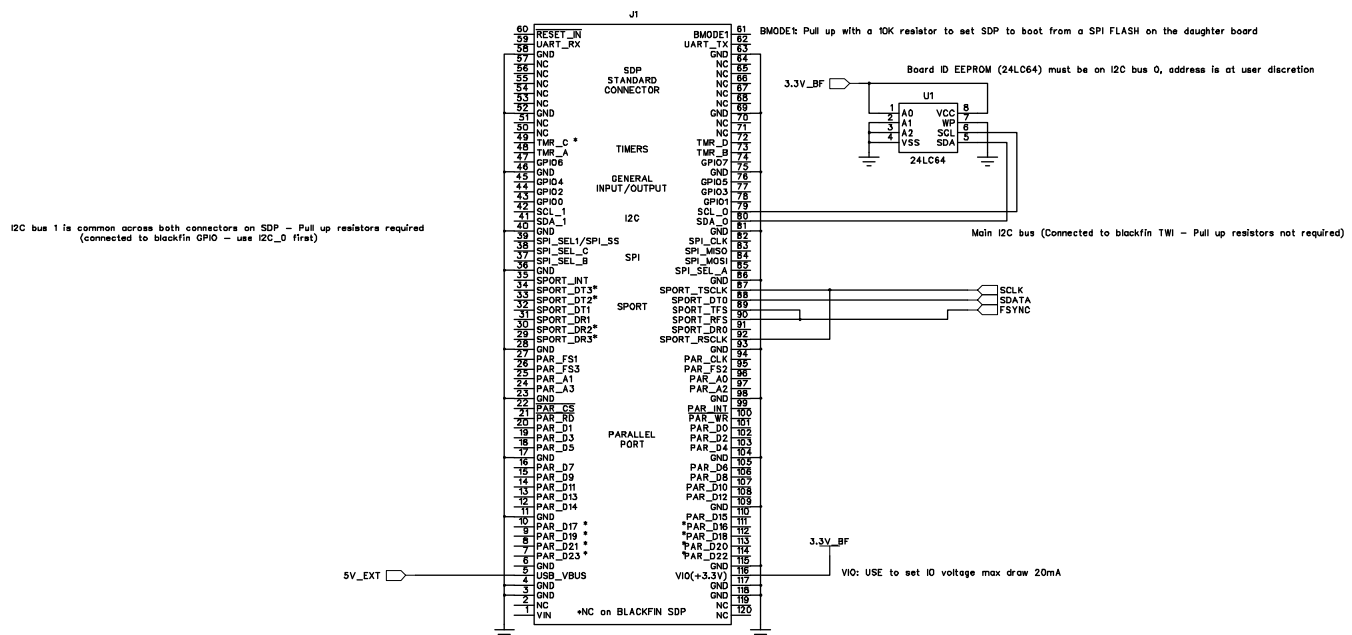 J1
60 RESET_IN
59 UART_RX
58 GND
57 NC
56 NC
55 NC
54 NC
53 NC
52 GND
51 NC
50 NC
49 TMR_C *
48 TMR_A
47 GPIO6
46 GND
45 GPIO4
44 GPIO2
43 GPIO0
42 SCL_1
41 SDA_1
40 GND
39 SPI_SEL1/SPI_SS
38 SPI_SEL_C
37 SPI_SEL_B
36 GND
35 SPORT_INT
34 SPORT_DT3*
33 SPORT_DT2*
32 SPORT_DT1
31 SPORT_DR1
30 SPORT_DR2*
29 SPORT_DR3*
28 GND
27 PAR_FS1
26 PAR_FS3
25 PAR_A1
24 PAR_A3
23 GND
22 PAR_CS
21 PAR_RD
20 PAR_D1
19 PAR_D3
18 PAR_D5
17 GND
16 PAR_D7
15 PAR_D9
14 PAR_D11
13 PAR_D13
12 PAR_D14
11 GND
10 PAR_D17 *
9 PAR_D19 *
8 PAR_D21 *
7 PAR_D23 *
6 GND
5 USB_VBUS
4 GND
3 GND
2 NC
1 VIN
SDP
STANDARD
CONNECTOR
TIMERS
GENERAL
INPUT/OUTPUT
I2C
SPI
SPORT
PARALLEL
PORT
*NC on BLACKFIN SDP
BMODE1 61
UART_TX 62
GND 63
NC 64
NC 65
NC 66
NC 67
NC 68
GND 69
NC 70
NC 71
TMR_D 72
TMR_B 73
GPIO7 74
GND 75
GPIO5 76
GPIO3 77
GPIO1 78
SCL_0 79
SDA_0 80
GND 81
SPI_CLK 82
SPI_MISO 83
SPI_MOSI 84
SPI_SEL_A 85
GND 86
SPORT_TSCLK 87
SPORT_DT0 88
SPORT_TFS 89
SPORT_RFS 90
SPORT_DR0 91
SPORT_RSCLK 92
GND 93
PAR_CLK 94
PAR_FS2 95
PAR_A0 96
PAR_A2 97
GND 98
PAR_INT 99
PAR_WR 100
PAR_D0 101
PAR_D2 102
PAR_D4 103
GND 104
PAR_D6 105
PAR_D8 106
PAR_D10 107
PAR_D12 108
GND 109
PAR_D15 110
*PAR_D16 111
*PAR_D18 112
*PAR_D20 113
*PAR_D22 114
GND 115
VIO(+3.3V) 116
GND 117
GND 118
NC 119
NC 120
I2C bus 1 is common across both connectors on SDP – Pull up resistors required
(connected to blackfin GPIO – use I2C_0 first)
5V_EXT
BMODE1: Pull up with a 10K resistor to set SDP to boot from a SPI FLASH on the daughter board
Board ID EEPROM (24LC64) must be on I2C bus 0, address is at user discretion
3.3V_BF
U1
1 A0 VCC 8
2 A1 WP 7
3 A2 SCL 6
4 VSS SDA 5
24LC64
Main I2C bus (Connected to blackfin TWI – Pull up resistors not required)
SCLK
SDATA
FSYNC
3.3V_BF
VIO: USE to set IO voltage max draw 20mA